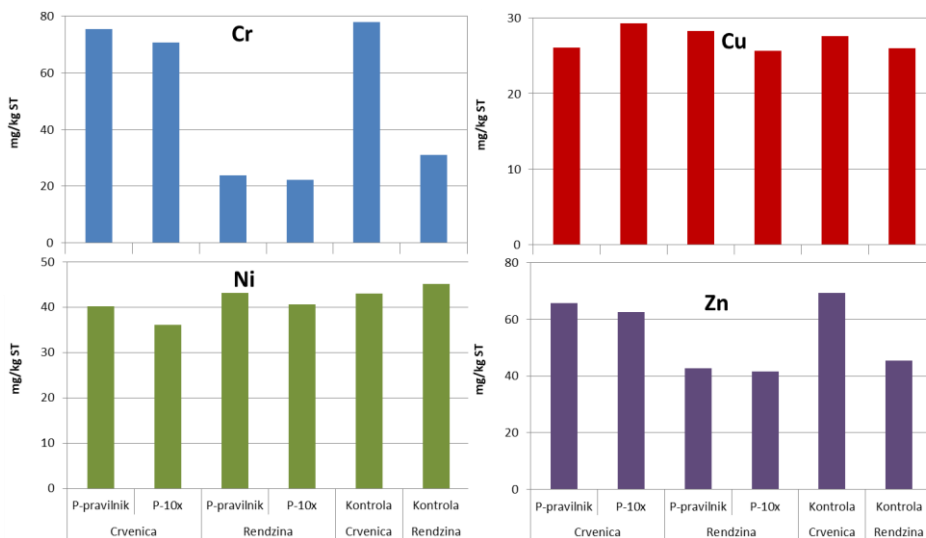 Cr
80
60
40
20
0
mg/kg ST
Cu
30
20
10
0
mg/kg ST
Ni
50
40
30
20
10
0
mg/kg ST
P-pravilnik P-10x P-pravilnik P-10x Kontrola Kontrola
Crvenica Rendzina Crvenica Rendzina
Zn
80
60
40
20
0
mg/kg ST
P-pravilnik P-10x P-pravilnik P-10x Kontrola Kontrola
Crvenica Rendzina Crvenica Rendzina